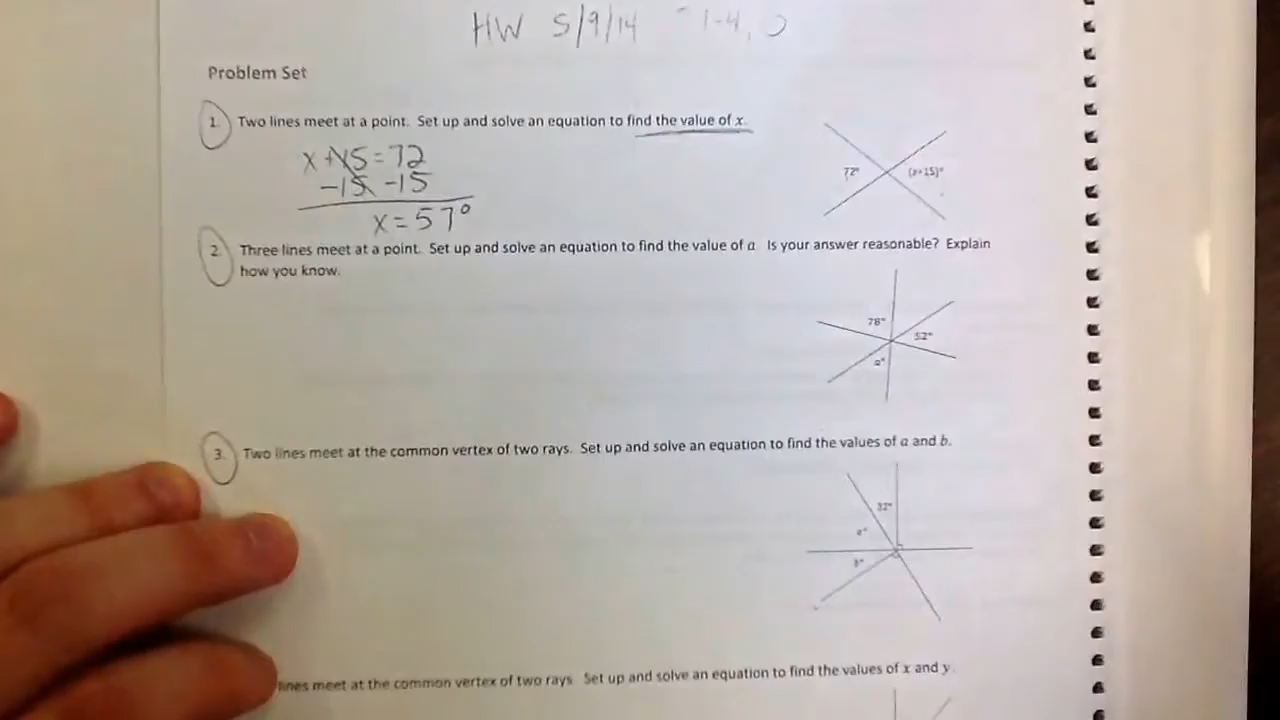 HW 5/9/14 1-4,
Problem Set
1. Two lines meet at a point. Set up and solve an equation to find the value of x.
x+15=72
-15 -15
x=57°
72°
(x+15)°
2. Three lines meet at a point. Set up and solve an equation to find the value of a. Is your answer reasonable? Explain
how you know.
78°
52°
a°
3. Two lines meet at the common vertex of two rays. Set up and solve an equation to find the values of a and b.
32°
a°
b°
lines meet at the common vertex of two rays. Set up and solve an equation to find the values of x and y.